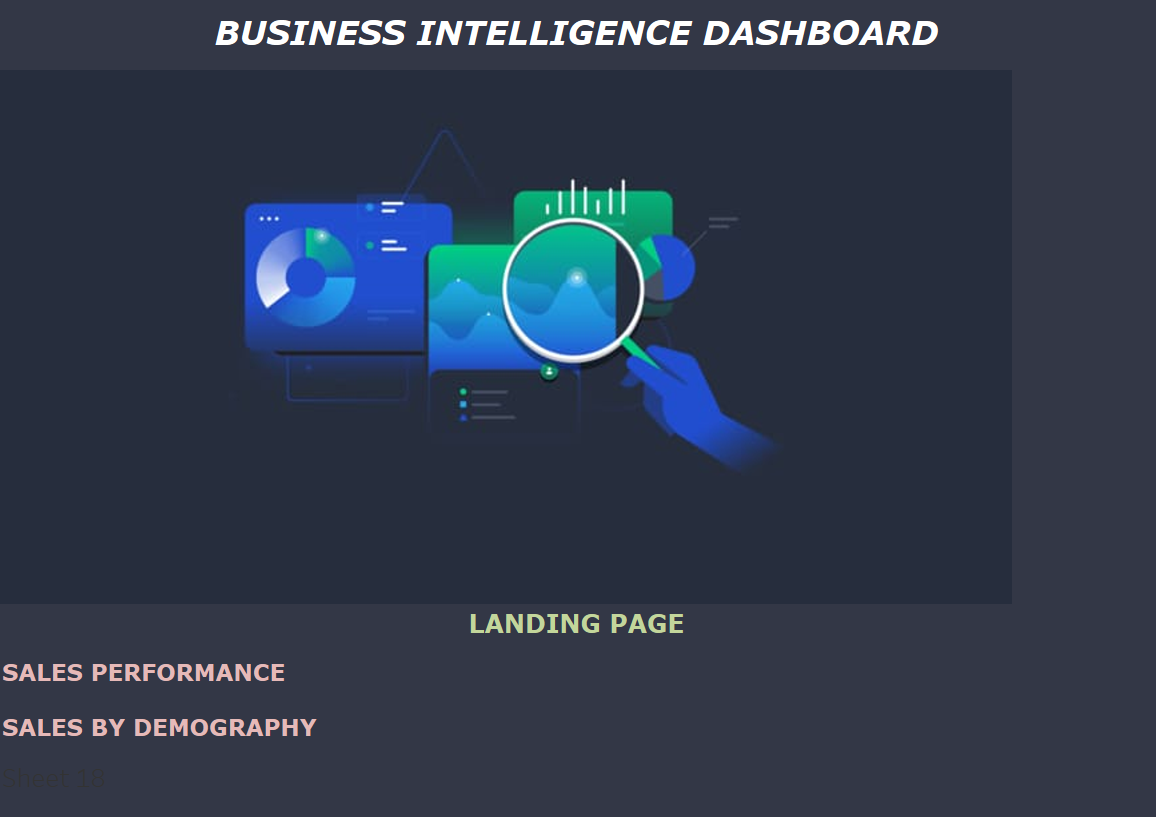 BUSINESS INTELLIGENCE DASHBOARD
LANDING PAGE
SALES PERFORMANCE
SALES BY DEMOGRAPHY
Sheet 18